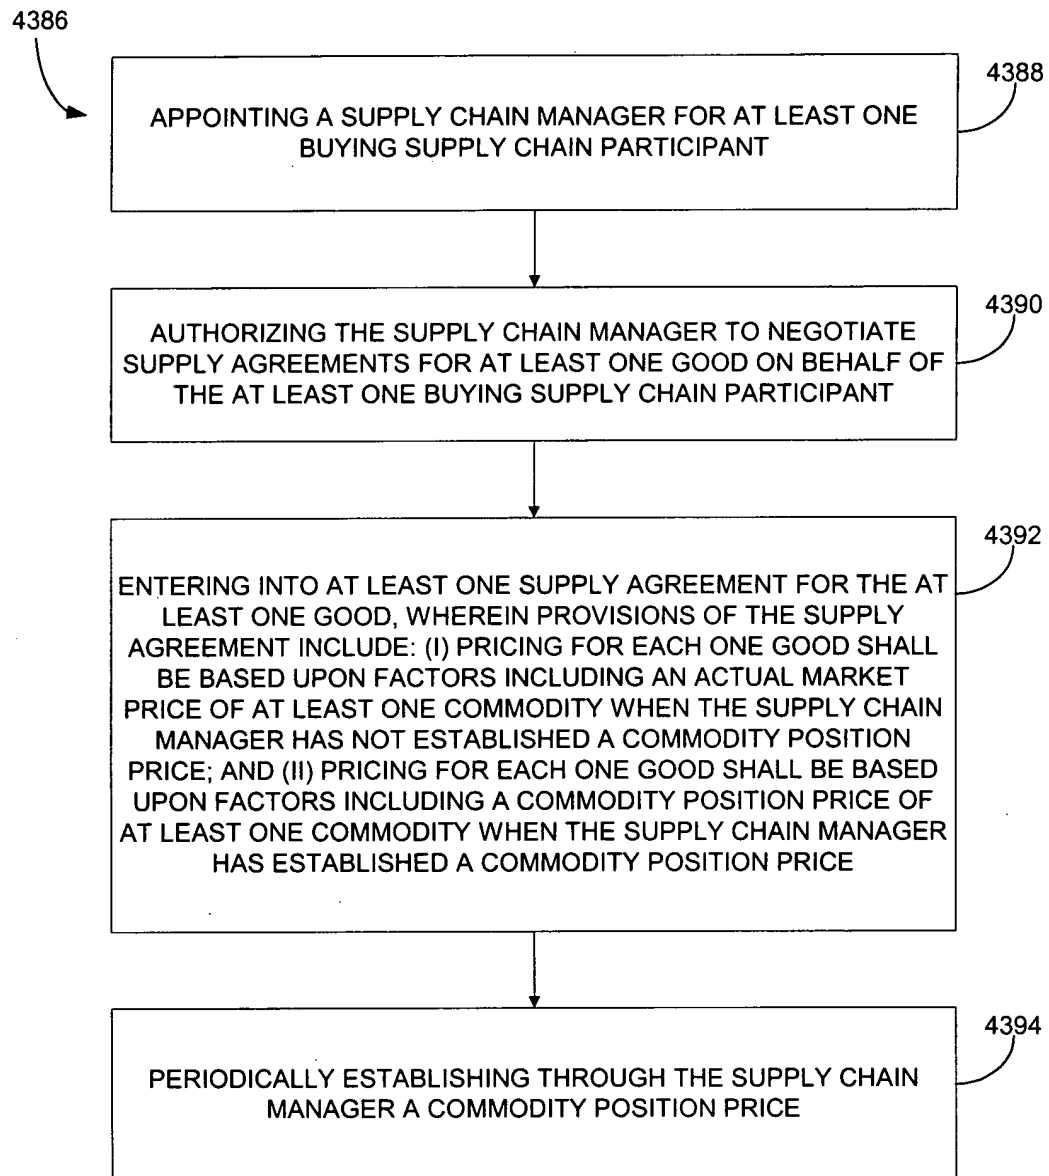 4386
4388
APPOINTING A SUPPLY CHAIN MANAGER FOR AT LEAST ONE
BUYING SUPPLY CHAIN PARTICIPANT
4390
AUTHORIZING THE SUPPLY CHAIN MANAGER TO NEGOTIATE
SUPPLY AGREEMENTS FOR AT LEAST ONE GOOD ON BEHALF OF
THE AT LEAST ONE BUYING SUPPLY CHAIN PARTICIPANT
4392
ENTERING INTO AT LEAST ONE SUPPLY AGREEMENT FOR THE AT
LEAST ONE GOOD, WHEREIN PROVISIONS OF THE SUPPLY
AGREEMENT INCLUDE: (I) PRICING FOR EACH ONE GOOD SHALL
BE BASED UPON FACTORS INCLUDING AN ACTUAL MARKET
PRICE OF AT LEAST ONE COMMODITY WHEN THE SUPPLY CHAIN
MANAGER HAS NOT ESTABLISHED A COMMODITY POSITION
PRICE; AND (II) PRICING FOR EACH ONE GOOD SHALL BE BASED
UPON FACTORS INCLUDING A COMMODITY POSITION PRICE OF
AT LEAST ONE COMMODITY WHEN THE SUPPLY CHAIN MANAGER
HAS ESTABLISHED A COMMODITY POSITION PRICE
4394
PERIODICALLY ESTABLISHING THROUGH THE SUPPLY CHAIN
MANAGER A COMMODITY POSITION PRICE